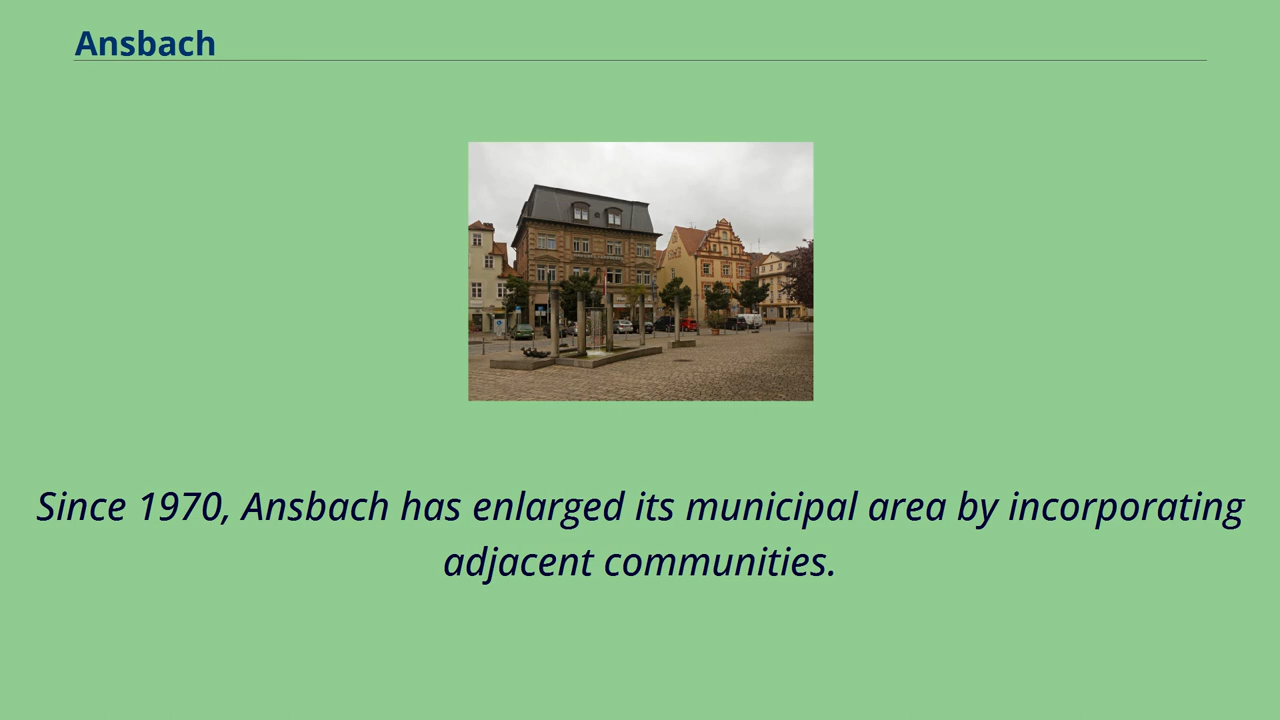 Ansbach
Since 1970, Ansbach has enlarged its municipal area by incorporating
adjacent communities.